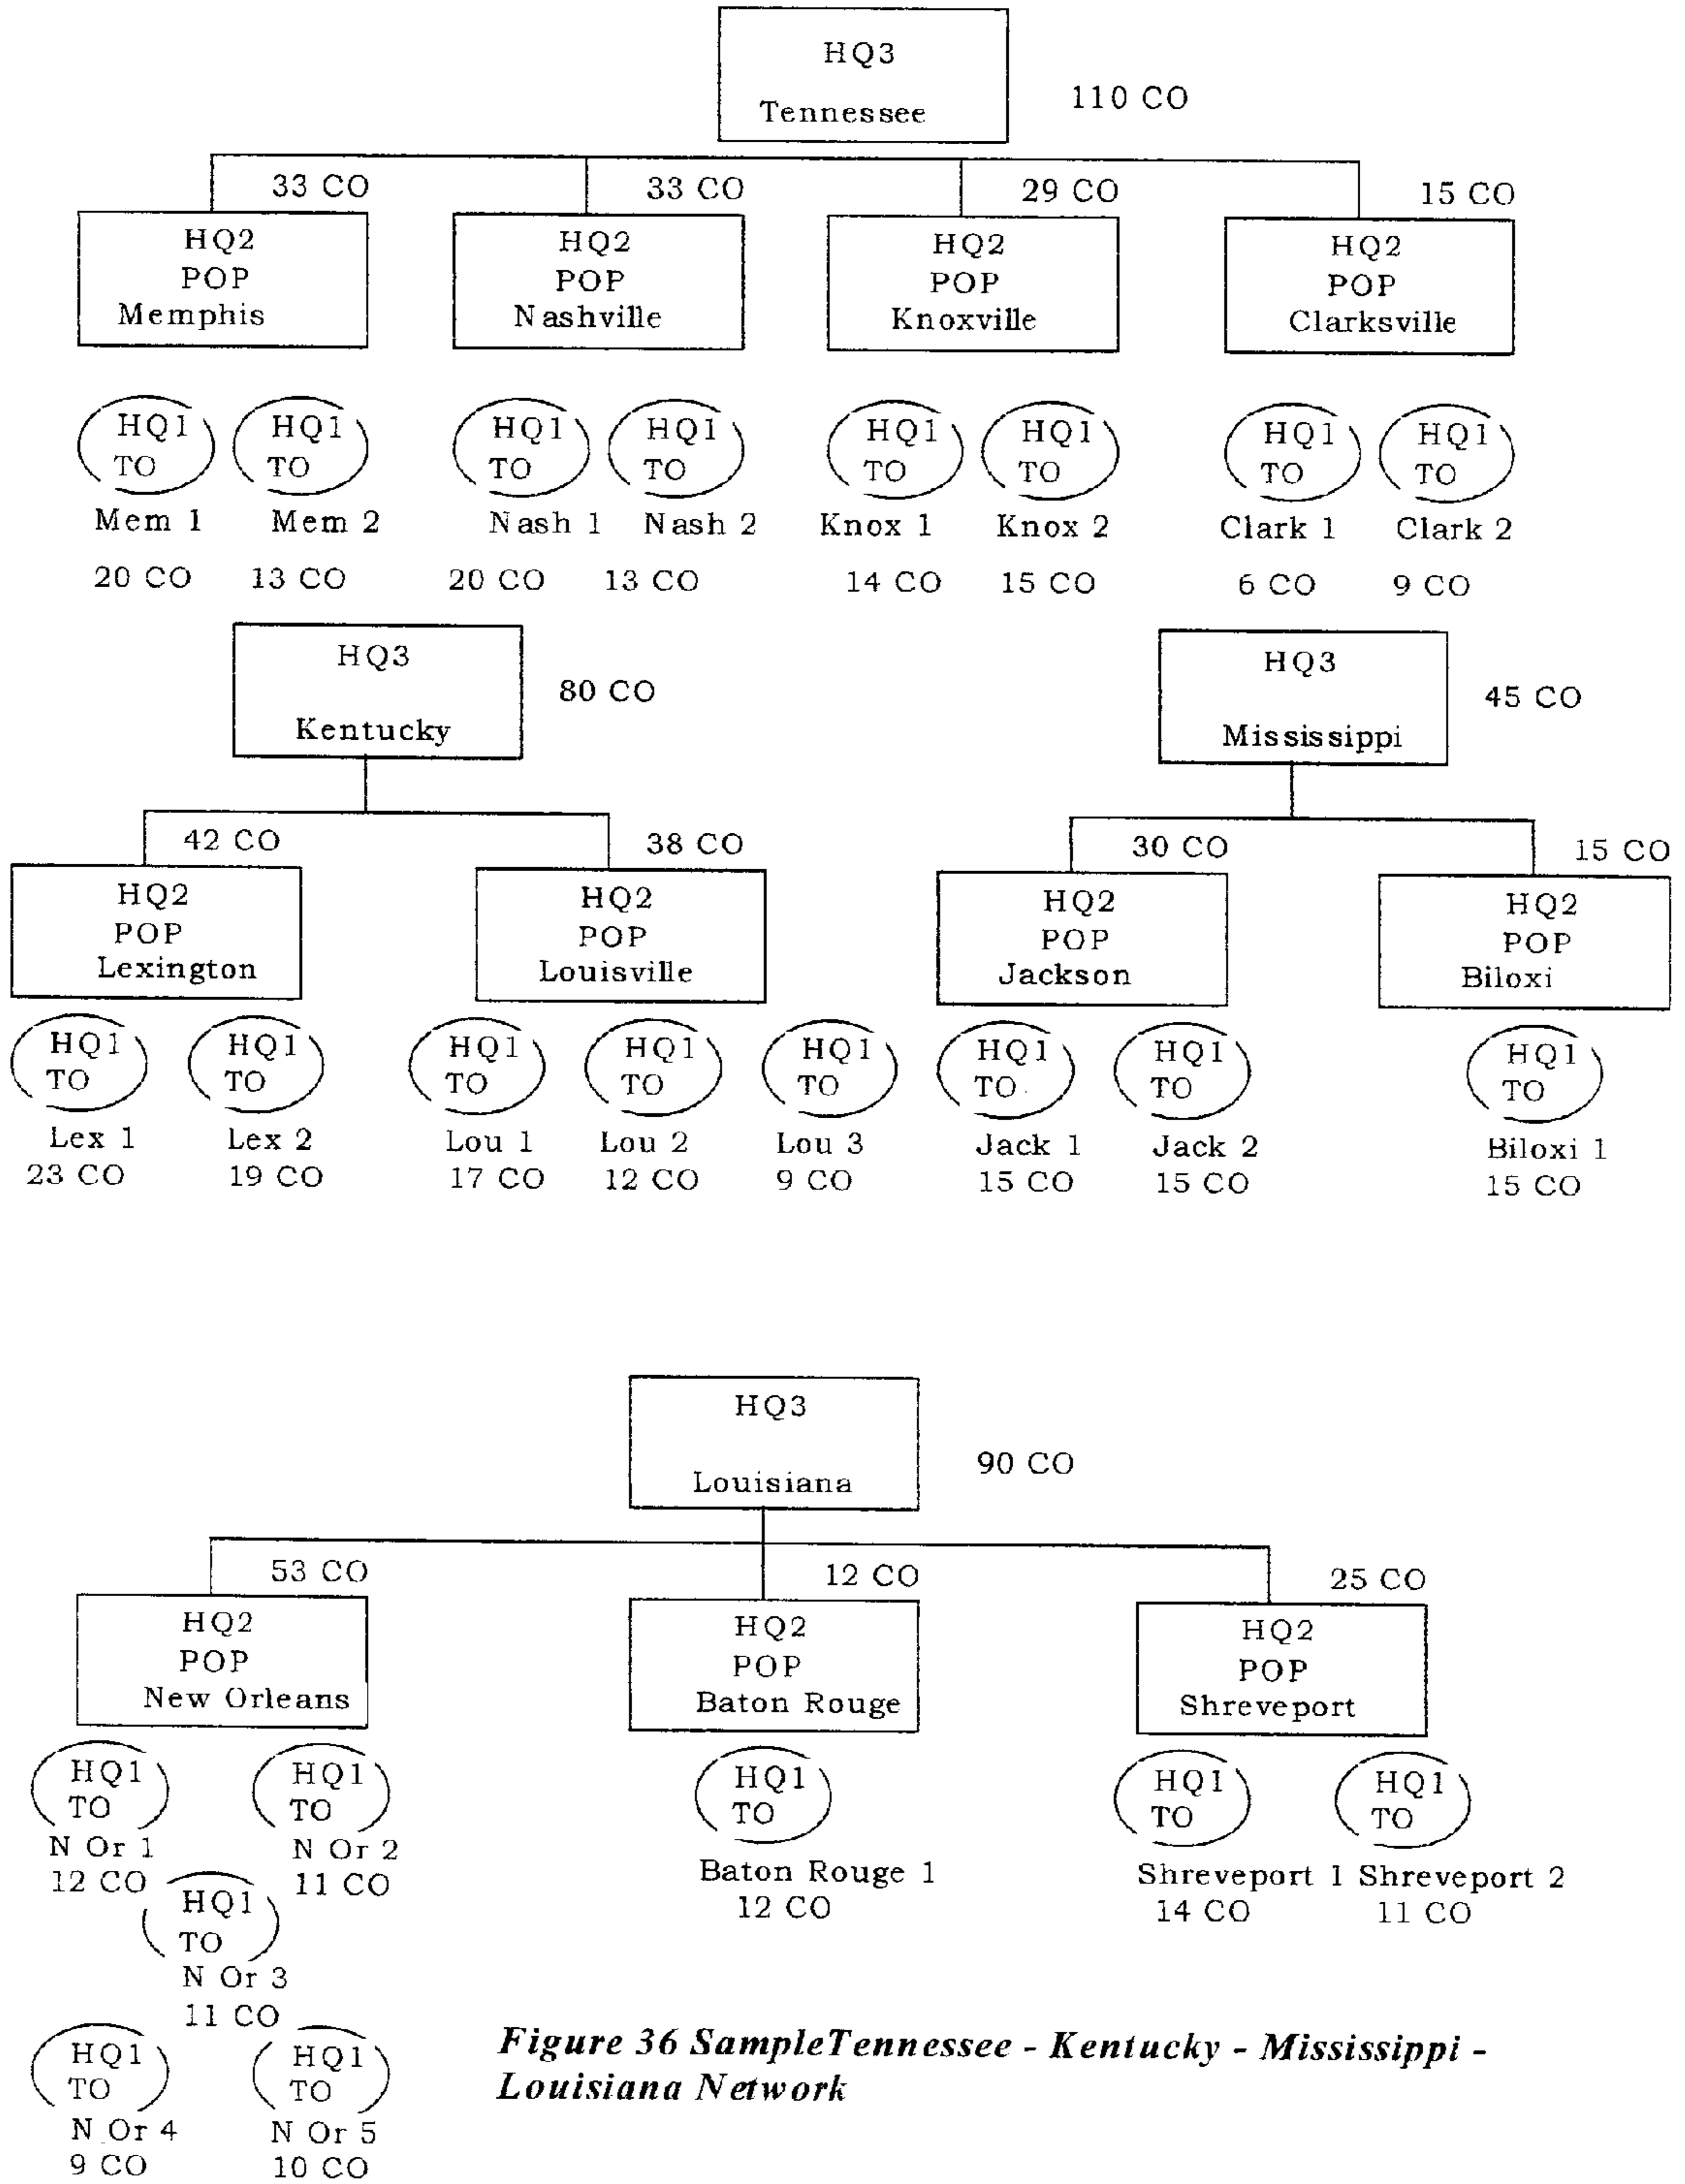 HQ3
Tennessee
110 CO
33 CO
33 CO
29 CO
15 CO
HQ2
POP
Memphis
HQ2
POP
Nashville
HQ2
POP
Knoxville
HQ2
POP
Clarksville
HQ1
TO
HQ1
TO
HQ1
TO
HQ1
TO
HQ1
TO
HQ1
TO
HQ1
TO
HQ1
TO
Mem 1
Mem 2
Nash 1
Nash 2
Knox 1
Knox 2
Clark 1
Clark 2
20 CO
13 CO
20 CO
13 CO
14 CO
15 CO
6 CO
9 CO
HQ3
Kentucky
80 CO
HQ3
Mississippi
45 CO
42 CO
38 CO
30 CO
15 CO
HQ2
POP
Lexington
HQ2
POP
Louisville
HQ2
POP
Jackson
HQ2
POP
Biloxi
HQ1
TO
HQ1
TO
HQ1
TO
HQ1
TO
HQ1
TO
HQ1
TO
HQ1
TO
HQ1
TO
Lex 1
23 CO
Lex 2
19 CO
Lou 1
17 CO
Lou 2
12 CO
Lou 3
9 CO
Jack 1
15 CO
Jack 2
15 CO
Biloxi 1
15 CO
HQ3
Louisiana
90 CO
53 CO
12 CO
25 CO
HQ2
POP
New Orleans
HQ2
POP
Baton Rouge
HQ2
POP
Shreveport
HQ1
TO
N Or 1
12 CO
HQ1
TO
N Or 2
11 CO
HQ1
TO
Baton Rouge 1
12 CO
HQ1
TO
Shreveport 1
14 CO
HQ1
TO
Shreveport 2
11 CO
HQ1
TO
N Or 3
11 CO
HQ1
TO
N Or 4
9 CO
HQ1
TO
N Or 5
10 CO
Figure 36 SampleTennessee - Kentucky - Mississippi -
Louisiana Network